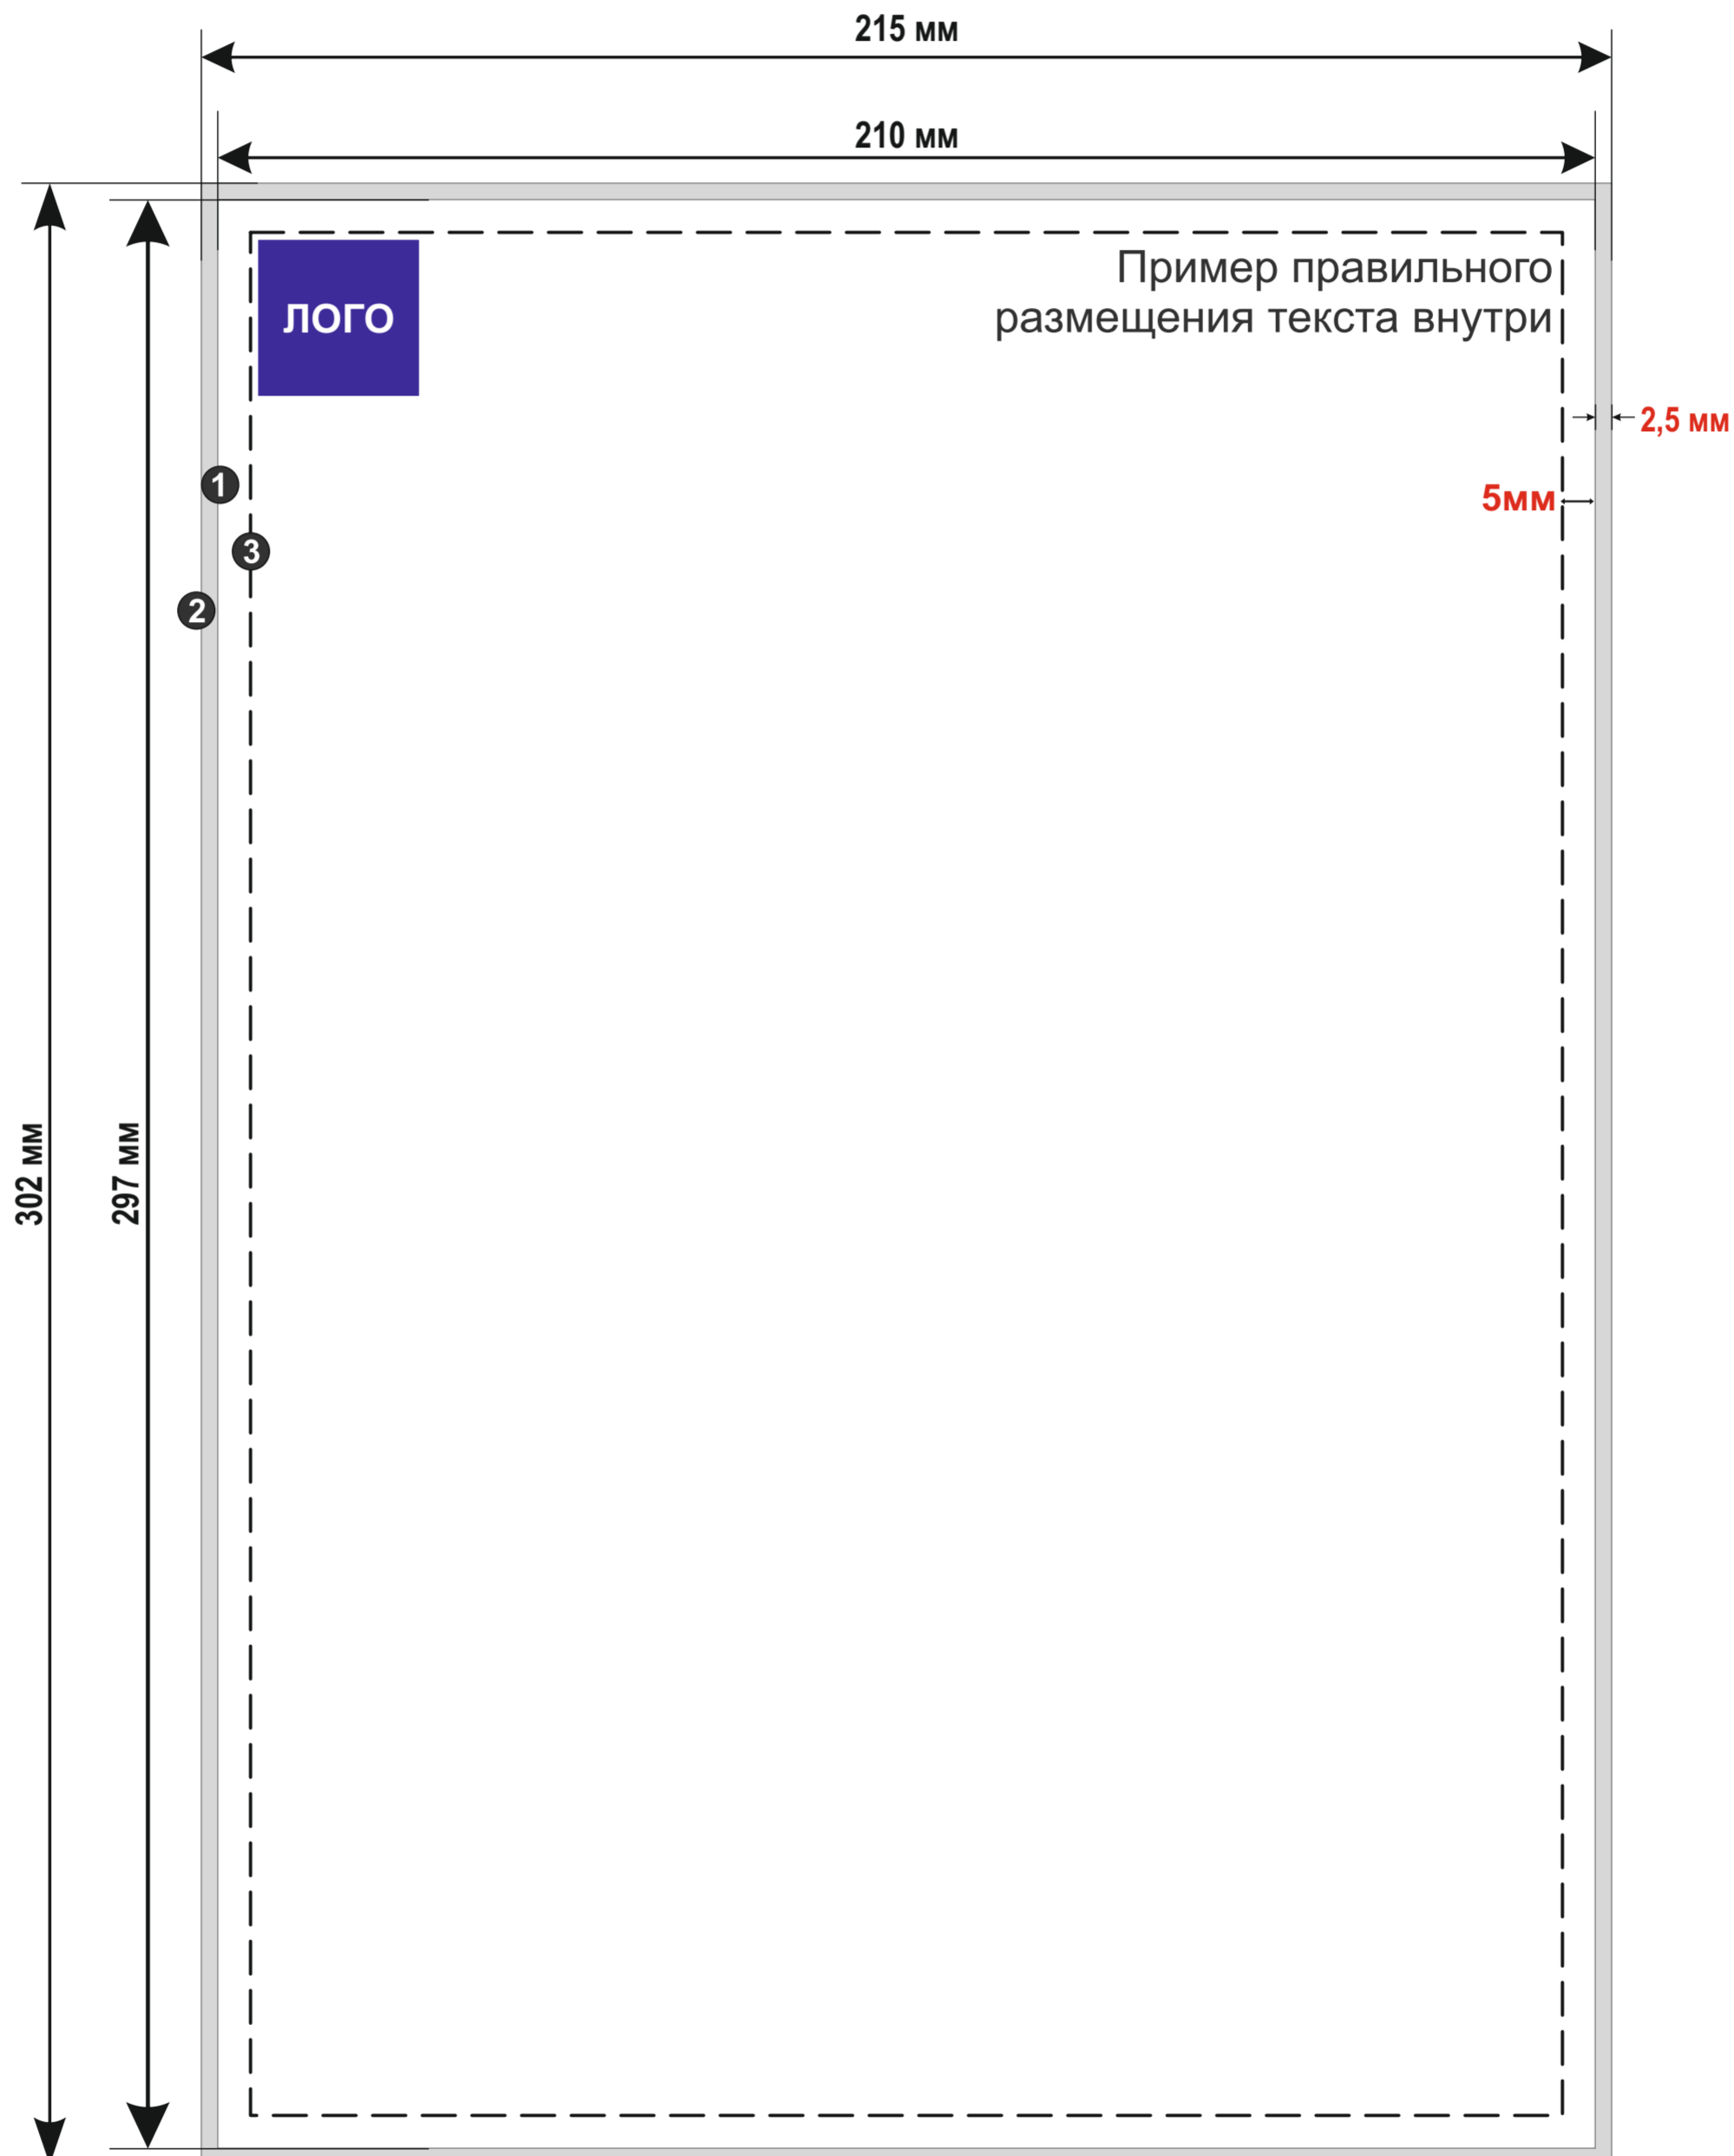 215 мм
210 мм
лого
Пример правильного
размещения текста внутри
2,5 мм
1
5мм
3
2
302 мм
297 мм